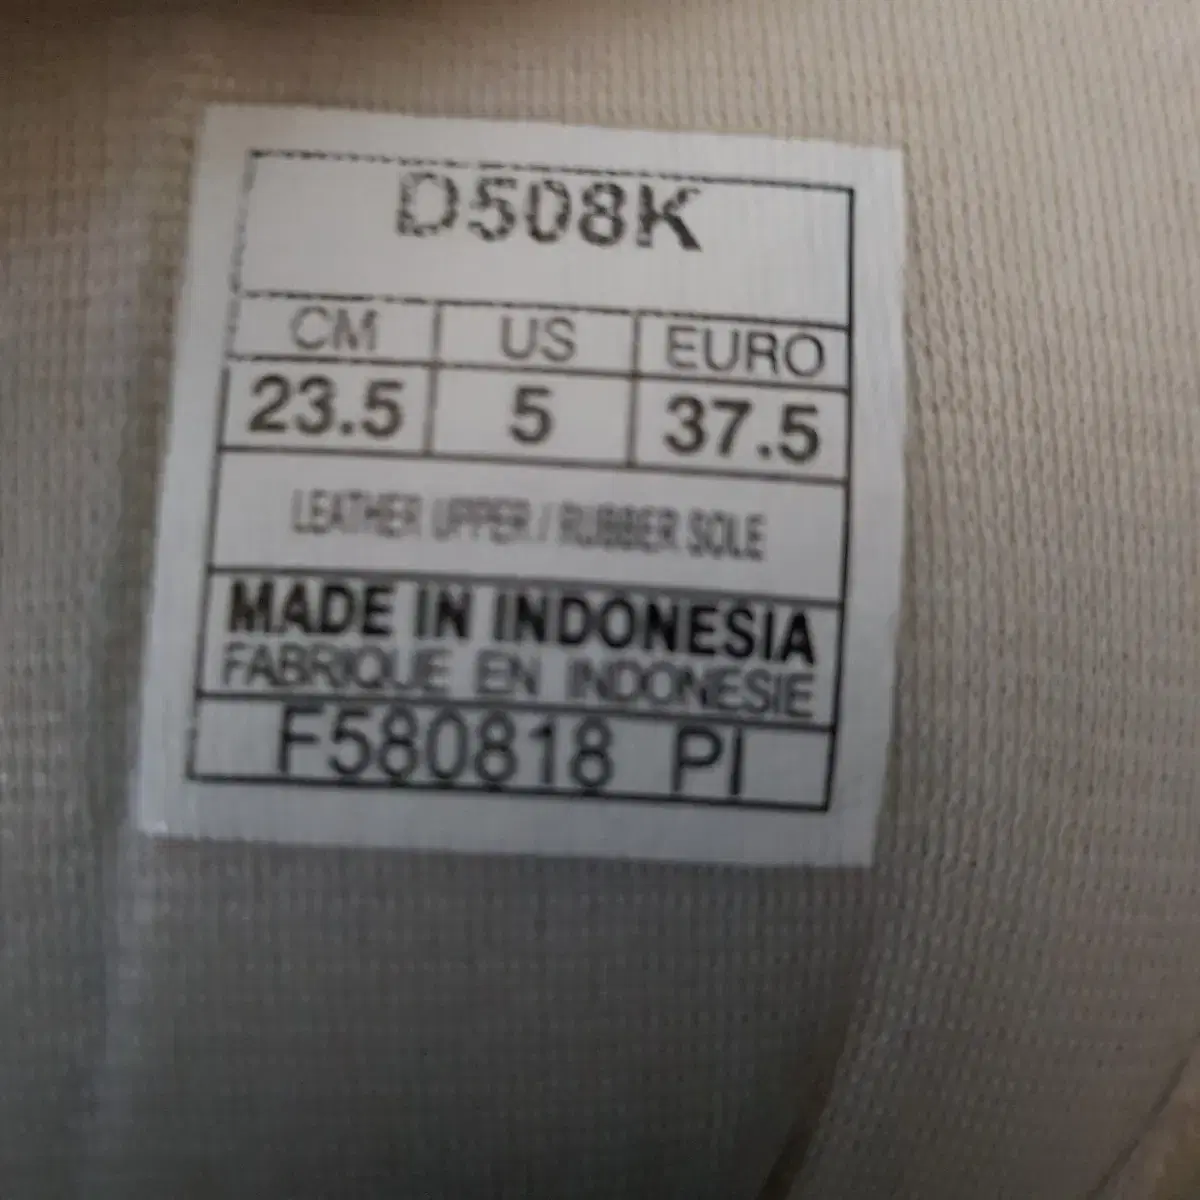 D508K
CM US EURO
23.5 5 37.5
LEATHER UPPER / RUBBER SOLE
MADE IN INDONESIA
FABRIQUE EN INDONESIE
F580818 PI